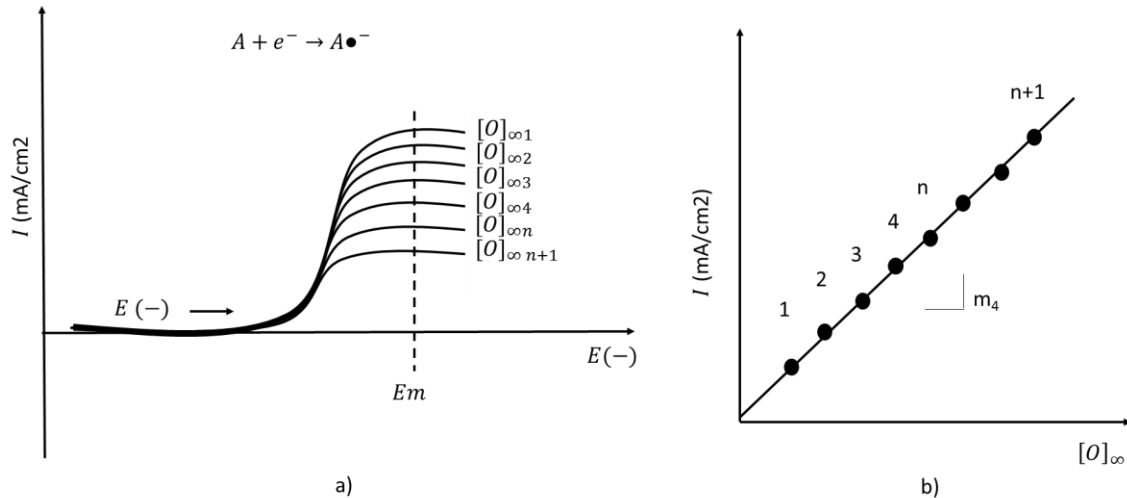 A + e⁻ → A●⁻
I (mA/cm2)
[O]∞1
[O]∞2
[O]∞3
[O]∞4
[O]∞n
[O]∞ n+1
E (−)
E (−)
Em
a)
I (mA/cm2)
n+1
n
4
3
2
1
m₄
[O]∞
b)